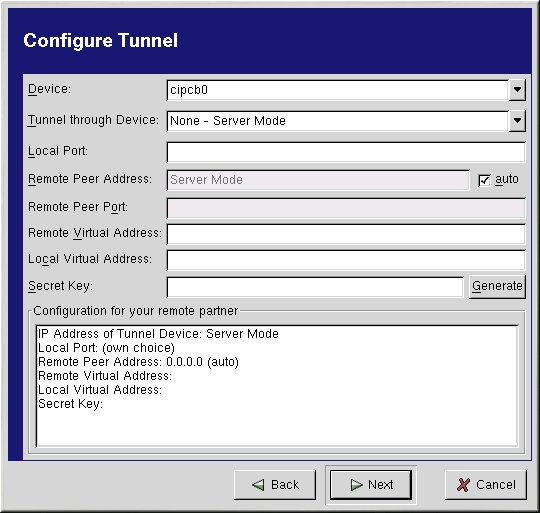 Configure Tunnel
Device: cipcb0
Tunnel through Device: None - Server Mode
Local Port:
Remote Peer Address: Server Mode auto
Remote Peer Port:
Remote Virtual Address:
Local Virtual Address:
Secret Key: Generate
Configuration for your remote partner
IP Address of Tunnel Device: Server Mode
Local Port: (own choice)
Remote Peer Address: 0.0.0.0 (auto)
Remote Virtual Address:
Local Virtual Address:
Secret Key:
Back Next Cancel